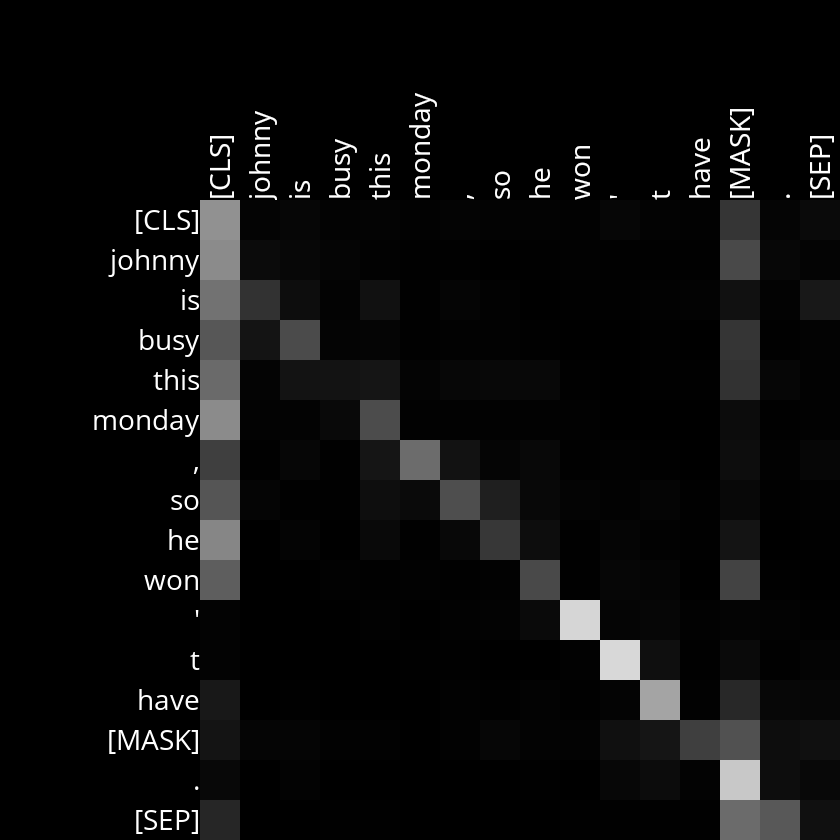 [CLS] johnny is busy this monday , so he won ' t have [MASK] . [SEP]
[CLS]
johnny
is
busy
this
monday
,
so
he
won
'
t
have
[MASK]
.
[SEP]